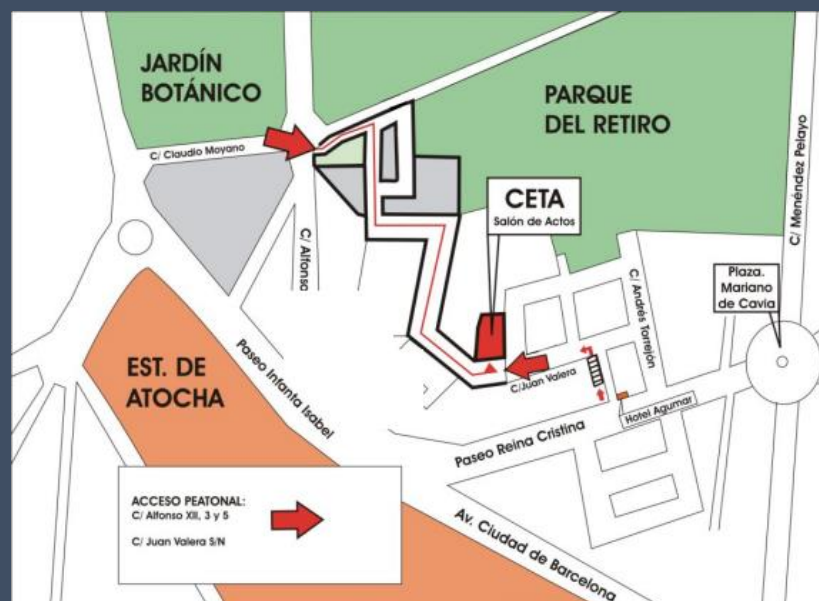 JARDÍN
BOTÁNICO
PARQUE
DEL RETIRO
C/ Claudio Moyano
C/ Menéndez Pelayo
CETA
Salón de Actos
C/ Alfonso
C/ Andrés Torrejón
Plaza.
Mariano
de Cavia
EST. DE
ATOCHA
Paseo Infanta Isabel
C/Juan Valera
Hotel Agumar
Paseo Reina Cristina
ACCESO PEATONAL:
C/ Alfonso XII, 3 y 5
C/ Juan Valera S/N
Av. Ciudad de Barcelona